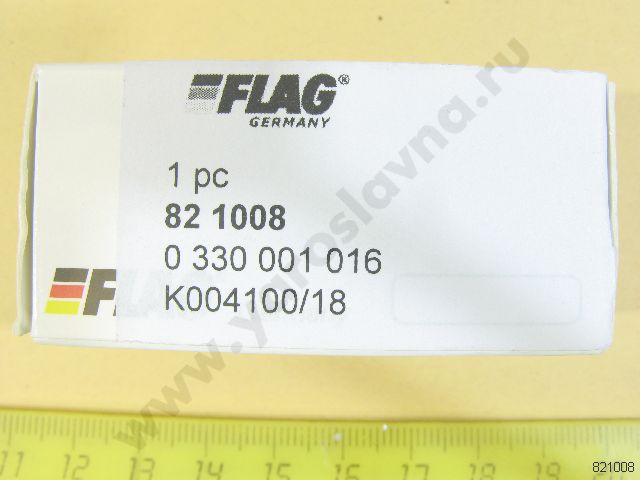 FLAG®
GERMANY
1 pc
82 1008
0 330 001 016
K004100/18
FLAG
www.yaroslavna.ru
11 12 13 14 15 16 17 18 19 20
821008